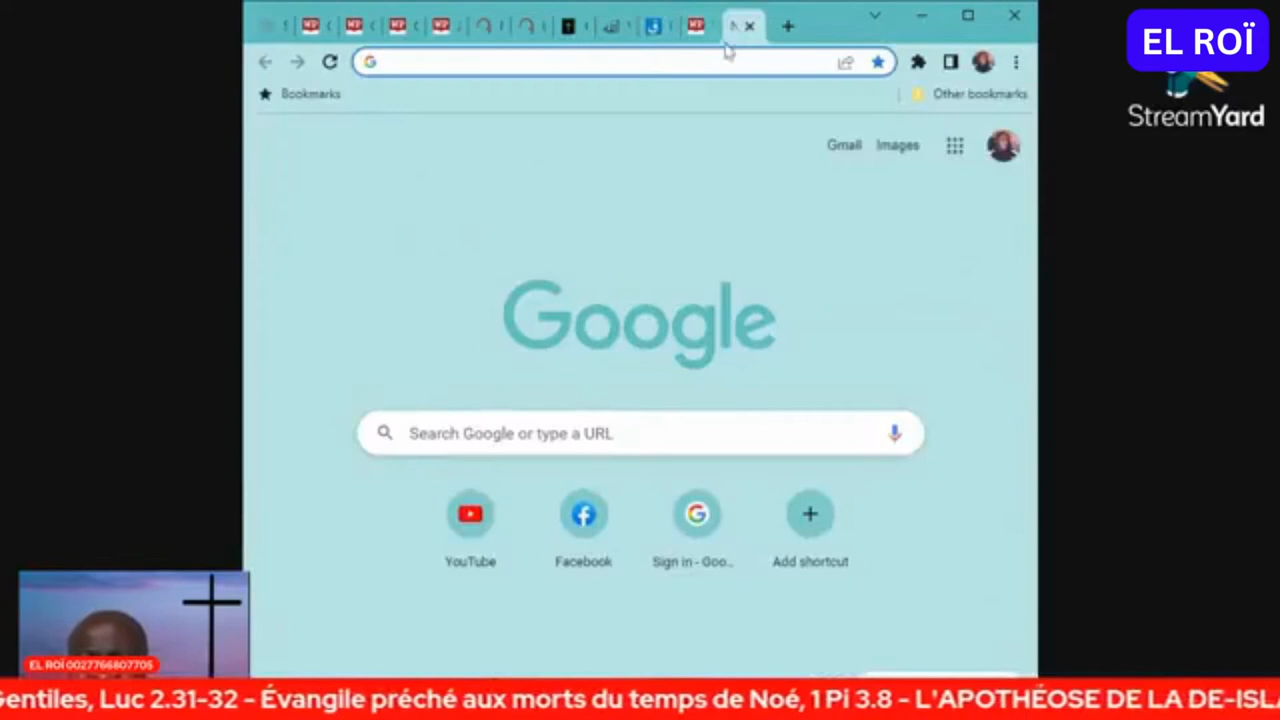 EL ROÏ
StreamYard
Bookmarks
Other bookmarks
Gmail Images
Google
Search Google or type a URL
YouTube
Facebook
Sign in - Goo...
Add shortcut
EL ROÏ 0027766807705
Gentiles, Luc 2.31-32 - Évangile préché aux morts du temps de Noé, 1 Pi 3.8 - L'APOTHÉOSE DE LA DE-ISL